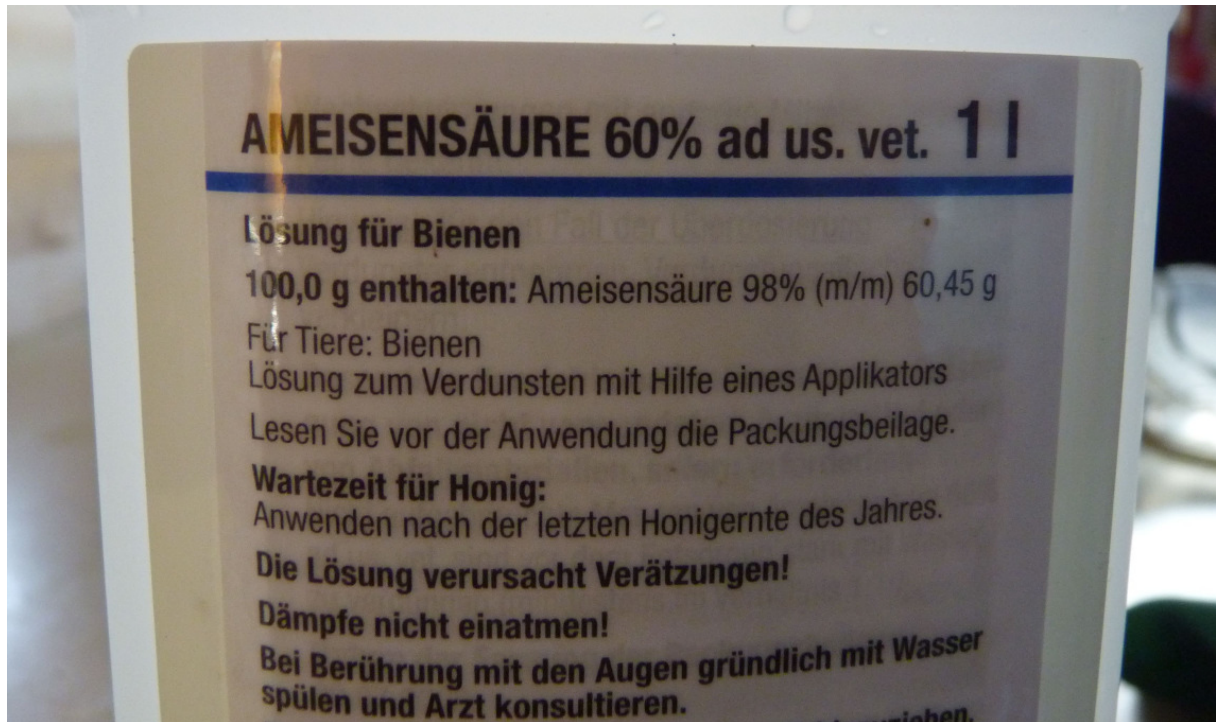 AMEISENSÄURE 60% ad us. vet. 1 l
Lösung für Bienen
100,0 g enthalten: Ameisensäure 98% (m/m) 60,45 g
Für Tiere: Bienen
Lösung zum Verdunsten mit Hilfe eines Applikators
Lesen Sie vor der Anwendung die Packungsbeilage.
Wartezeit für Honig:
Anwenden nach der letzten Honigernte des Jahres.
Die Lösung verursacht Verätzungen!
Dämpfe nicht einatmen!
Bei Berührung mit den Augen gründlich mit Wasser
spülen und Arzt konsultieren.